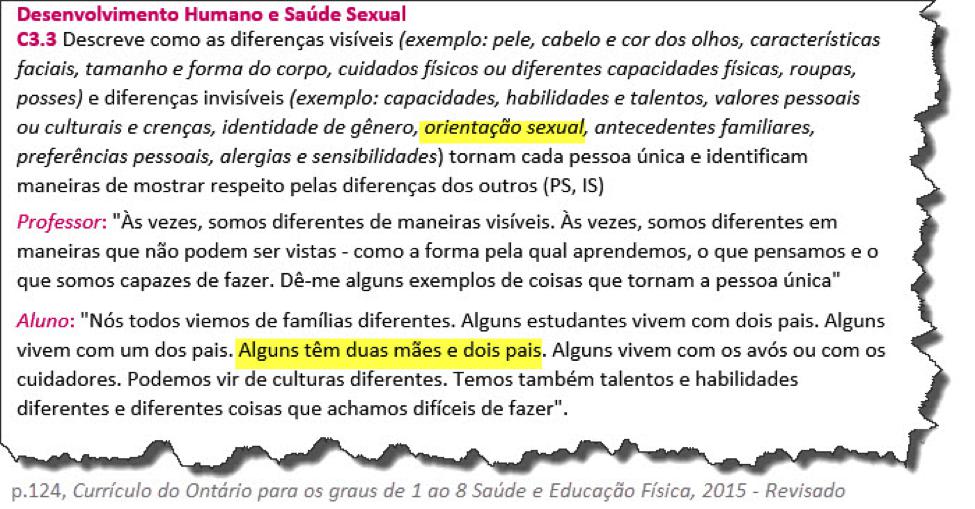 Desenvolvimento Humano e Saúde Sexual
C3.3 Descreve como as diferenças visíveis (exemplo: pele, cabelo e cor dos olhos, características
faciais, tamanho e forma do corpo, cuidados físicos ou diferentes capacidades físicas, roupas,
posses) e diferenças invisíveis (exemplo: capacidades, habilidades e talentos, valores pessoais
ou culturais e crenças, identidade de gênero, orientação sexual, antecedentes familiares,
preferências pessoais, alergias e sensibilidades) tornam cada pessoa única e identificam
maneiras de mostrar respeito pelas diferenças dos outros (PS, IS)
Professor: "Às vezes, somos diferentes de maneiras visíveis. Às vezes, somos diferentes em
maneiras que não podem ser vistas - como a forma pela qual aprendemos, o que pensamos e o
que somos capazes de fazer. Dê-me alguns exemplos de coisas que tornam a pessoa única"
Aluno: "Nós todos viemos de famílias diferentes. Alguns estudantes vivem com dois pais. Alguns
vivem com um dos pais. Alguns têm duas mães e dois pais. Alguns vivem com os avós ou com os
cuidadores. Podemos vir de culturas diferentes. Temos também talentos e habilidades
diferentes e diferentes coisas que achamos difíceis de fazer".
p.124, Currículo do Ontário para os graus de 1 ao 8 Saúde e Educação Física, 2015 - Revisado